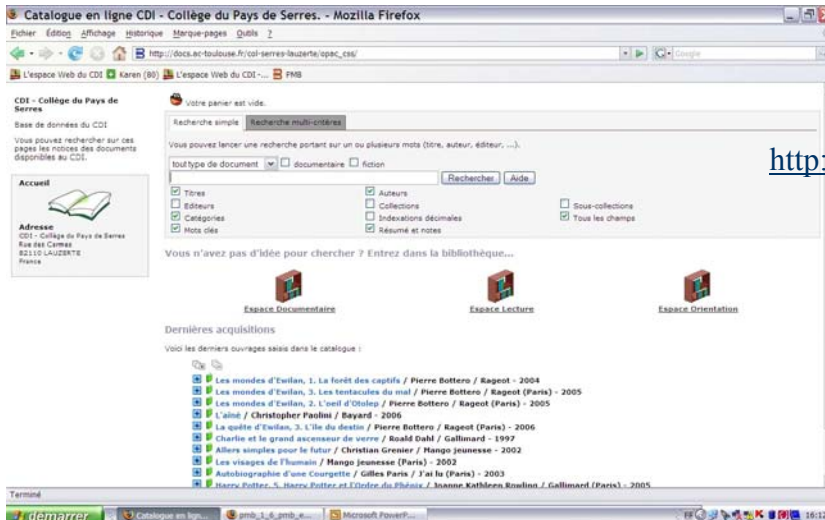 Catalogue en ligne CDI - Collège du Pays de Serres. - Mozilla Firefox
Fichier Édition Affichage Historique Marque-pages Outils ?
http://docs.ac-toulouse.fr/col-serres-lauzerte/opac_css/
Google
L'espace Web du CDI Karen (80) L'espace Web du CDI -... PMB
CDI - Collège du Pays de Serres
Base de données du CDI
Vous pouvez rechercher sur ces pages les notices des documents disponibles au CDI.
Accueil
Adresse
CDI - Collège du Pays de Serres
Rue des Carmes
82110 LAUZERTE
France
Votre panier est vide.
Recherche simple Recherche multi-critères
Vous pouvez lancer une recherche portant sur un ou plusieurs mots (titre, auteur, éditeur, ...).
tout type de document documentaire fiction
Rechercher Aide
Titres Auteurs
Editeurs Collections Sous-collections
Catégories Indexations décimales Tous les champs
Mots clés Résumé et notes
http:
Vous n'avez pas d'idée pour chercher ? Entrez dans la bibliothèque...
Espace Documentaire Espace Lecture Espace Orientation
Dernières acquisitions
Voici les derniers ouvrages saisis dans le catalogue :
Les mondes d'Ewilan, 1. La forêt des captifs / Pierre Bottero / Rageot - 2004
Les mondes d'Ewilan, 3. Les tentacules du mal / Pierre Bottero / Rageot (Paris) - 2005
Les mondes d'Ewilan, 2. L'oeil d'Otolep / Pierre Bottero / Rageot (Paris) - 2005
L'aîné / Christopher Paolini / Bayard - 2006
La quête d'Ewilan, 3. L'île du destin / Pierre Bottero / Rageot (Paris) - 2006
Charlie et le grand ascenseur de verre / Roald Dahl / Gallimard - 1997
Allers simples pour le futur / Christian Grenier / Mango jeunesse - 2002
Les visages de l'humain / Mango jeunesse (Paris) - 2002
Autobiographie d'une Courgette / Gilles Paris / J'ai lu (Paris) - 2003
Harry Potter, 5. Harry Potter et l'Ordre du Phénix / Joanne Kathleen Rowling / Gallimard (Paris) - 2005
Terminé
démarrer Catalogue en lign... pmb_1_6_pmb_e... Microsoft PowerP... FR 16:12